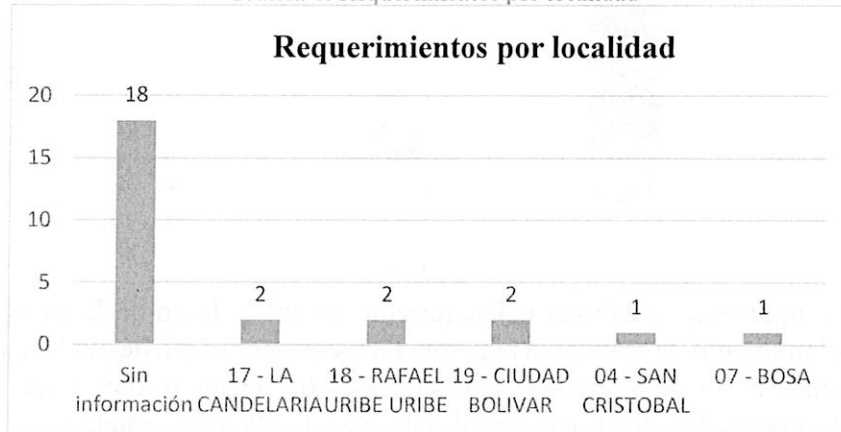 Requerimientos por localidad
20
15
10
5
0
18
2
2
2
1
1
Sin información
17 - LA CANDELARIA
18 - RAFAEL URIBE URIBE
19 - CIUDAD BOLIVAR
04 - SAN CRISTOBAL
07 - BOSA